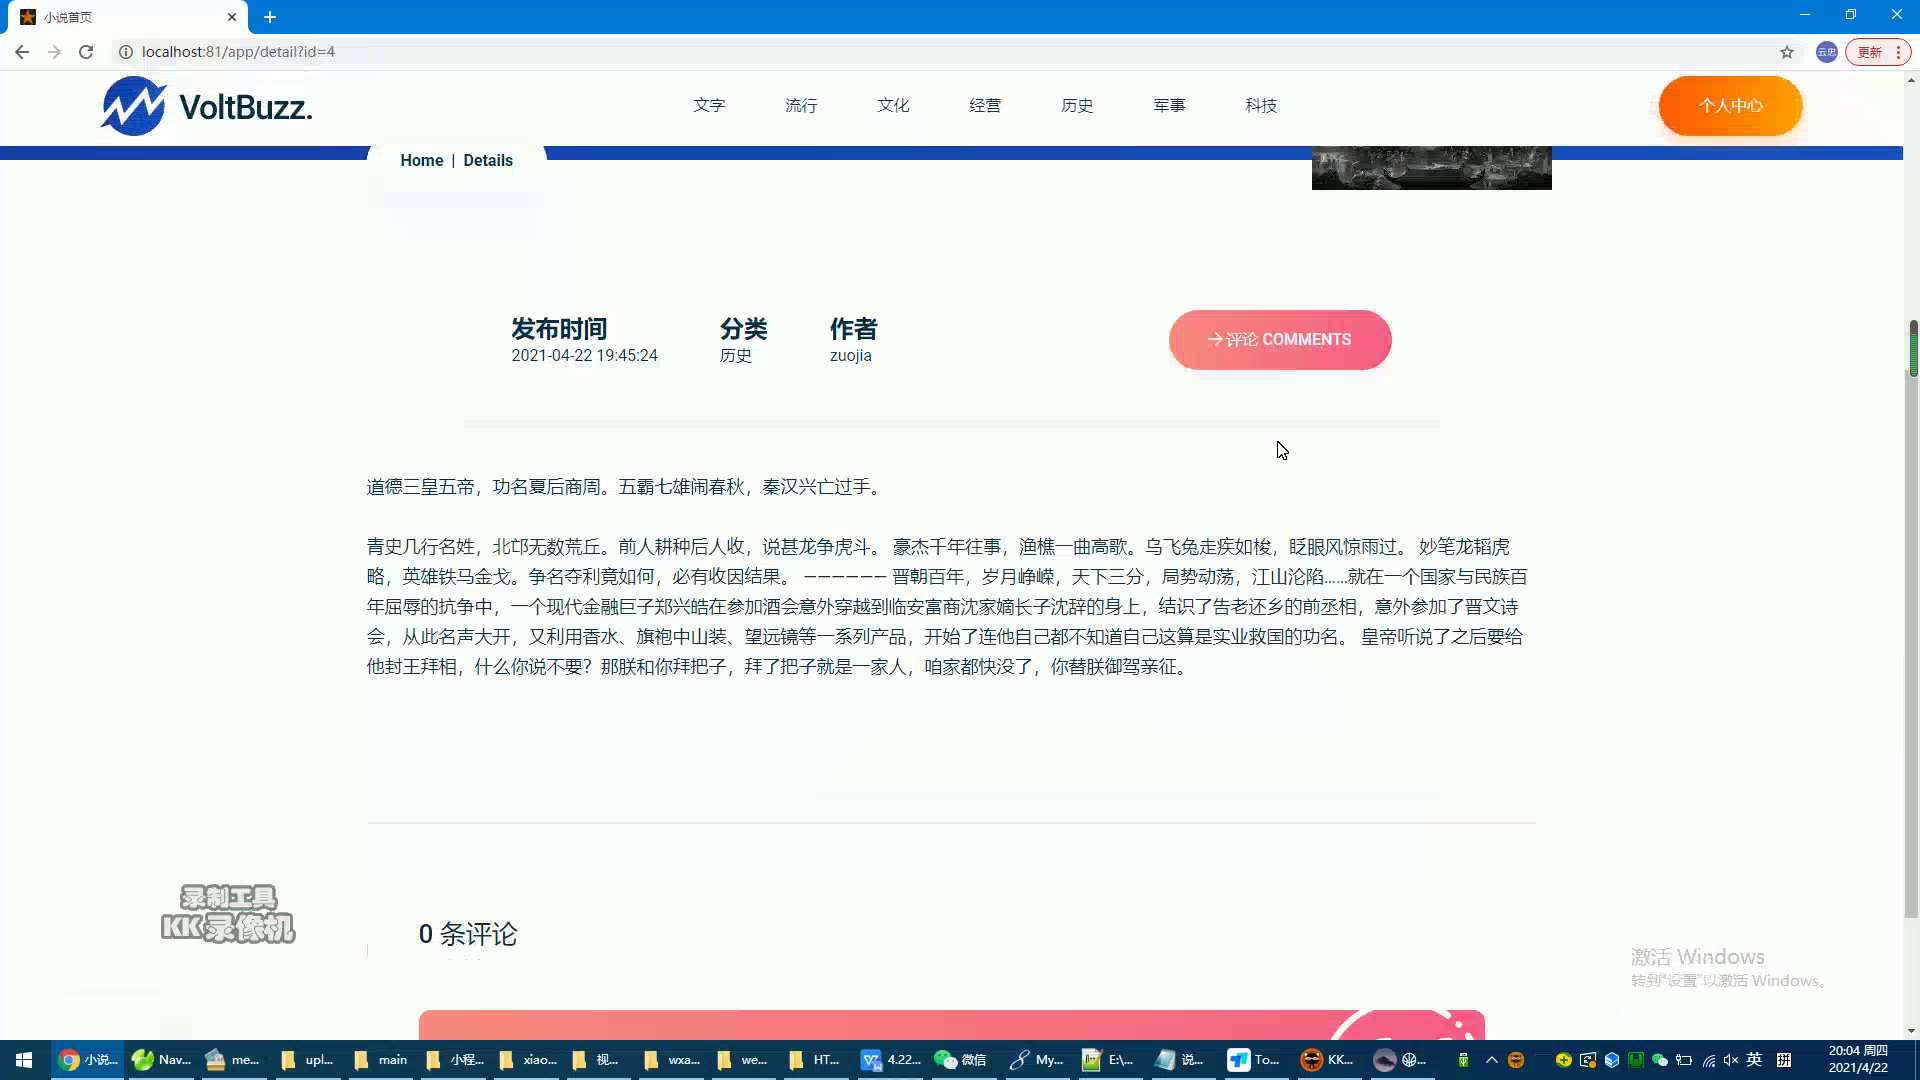 小说首页
localhost:81/app/detail?id=4
更新
VoltBuzz.
文字 流行 文化 经营 历史 军事 科技
个人中心
Home | Details
发布时间 分类 作者
2021-04-22 19:45:24 历史 zuojia
评论 COMMENTS
道德三皇五帝，功名夏后商周。五霸七雄闹春秋，秦汉兴亡过手。
青史几行名姓，北邙无数荒丘。前人耕种后人收，说甚龙争虎斗。 豪杰千年往事，渔樵一曲高歌。乌飞兔走疾如梭，眨眼风惊雨过。 妙笔龙韬虎
略，英雄铁马金戈。争名夺利竟如何，必有收因结果。 —————— 晋朝百年，岁月峥嵘，天下三分，局势动荡，江山沦陷……就在一个国家与民族百
年屈辱的抗争中，一个现代金融巨子郑兴皓在参加酒会意外穿越到临安富商沈家嫡长子沈辞的身上，结识了告老还乡的前丞相，意外参加了晋文诗
会，从此名声大开，又利用香水、旗袍中山装、望远镜等一系列产品，开始了连他自己都不知道自己这算是实业救国的功名。 皇帝听说了之后要给
他封王拜相，什么你说不要？那朕和你拜把子，拜了把子就是一家人，咱家都快没了，你替朕御驾亲征。
录制工具
KK录像机
0 条评论
激活 Windows
转到"设置"以激活 Windows。
小说... Nav... me... upl... main 小程... xiao... 视... wxa... we... HT... 4.22... 微信 My... E:\... 说... To... KK... 英 20:04 周四
2021/4/22